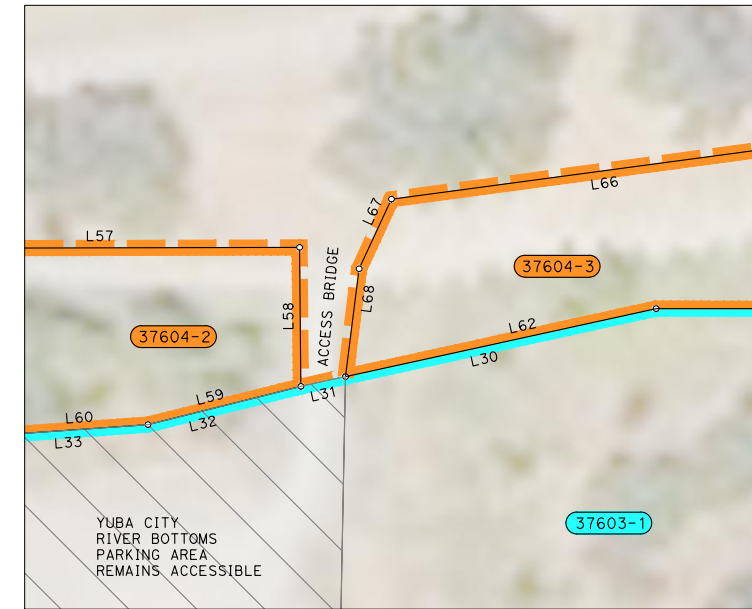 L66
L67
L57
37604-3
ACCESS BRIDGE
L68
L58
L62
37604-2
L30
L59
L31
L60
L32
L33
37603-1
YUBA CITY
RIVER BOTTOMS
PARKING AREA
REMAINS ACCESSIBLE